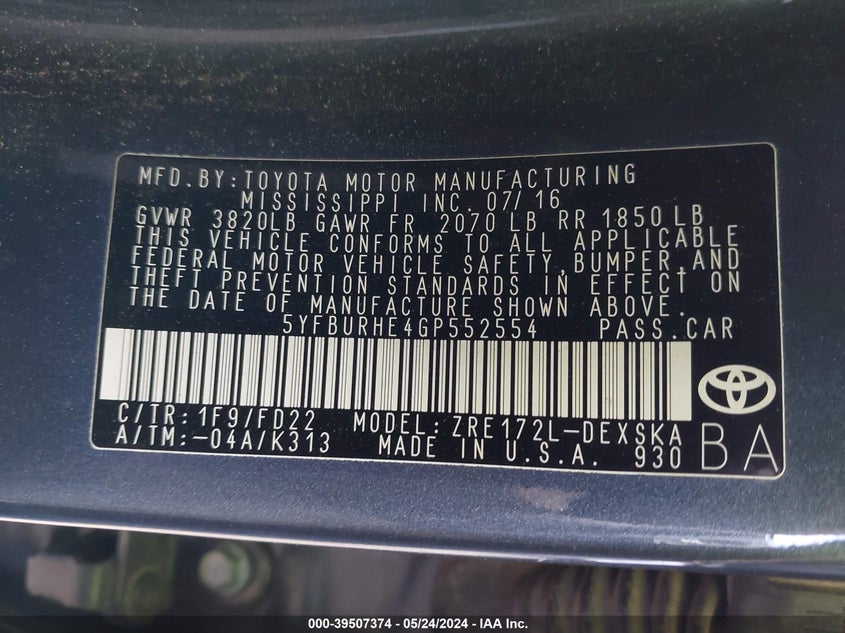 MFD.BY:TOYOTA MOTOR MANUFACTURING
MISSISSIPPI INC. 07/16
GVWR 3820LB GAWR FR 2070 LB RR 1850 LB
THIS VEHICLE CONFORMS TO ALL APPLICABLE
FEDERAL MOTOR VEHICLE SAFETY,BUMPER,AND
THEFT PREVENTION STANDARDS IN EFFECT ON
THE DATE OF MANUFACTURE SHOWN ABOVE.
5YFBURHE4GP552554 PASS.CAR
C/TR:1F9/FD22 MODEL:ZRE172L-DEXSKA
A/TM:-04A/K313 MADE IN U.S.A. 930 BA
000-39507374 / 05/24/2024 - IAA Inc.